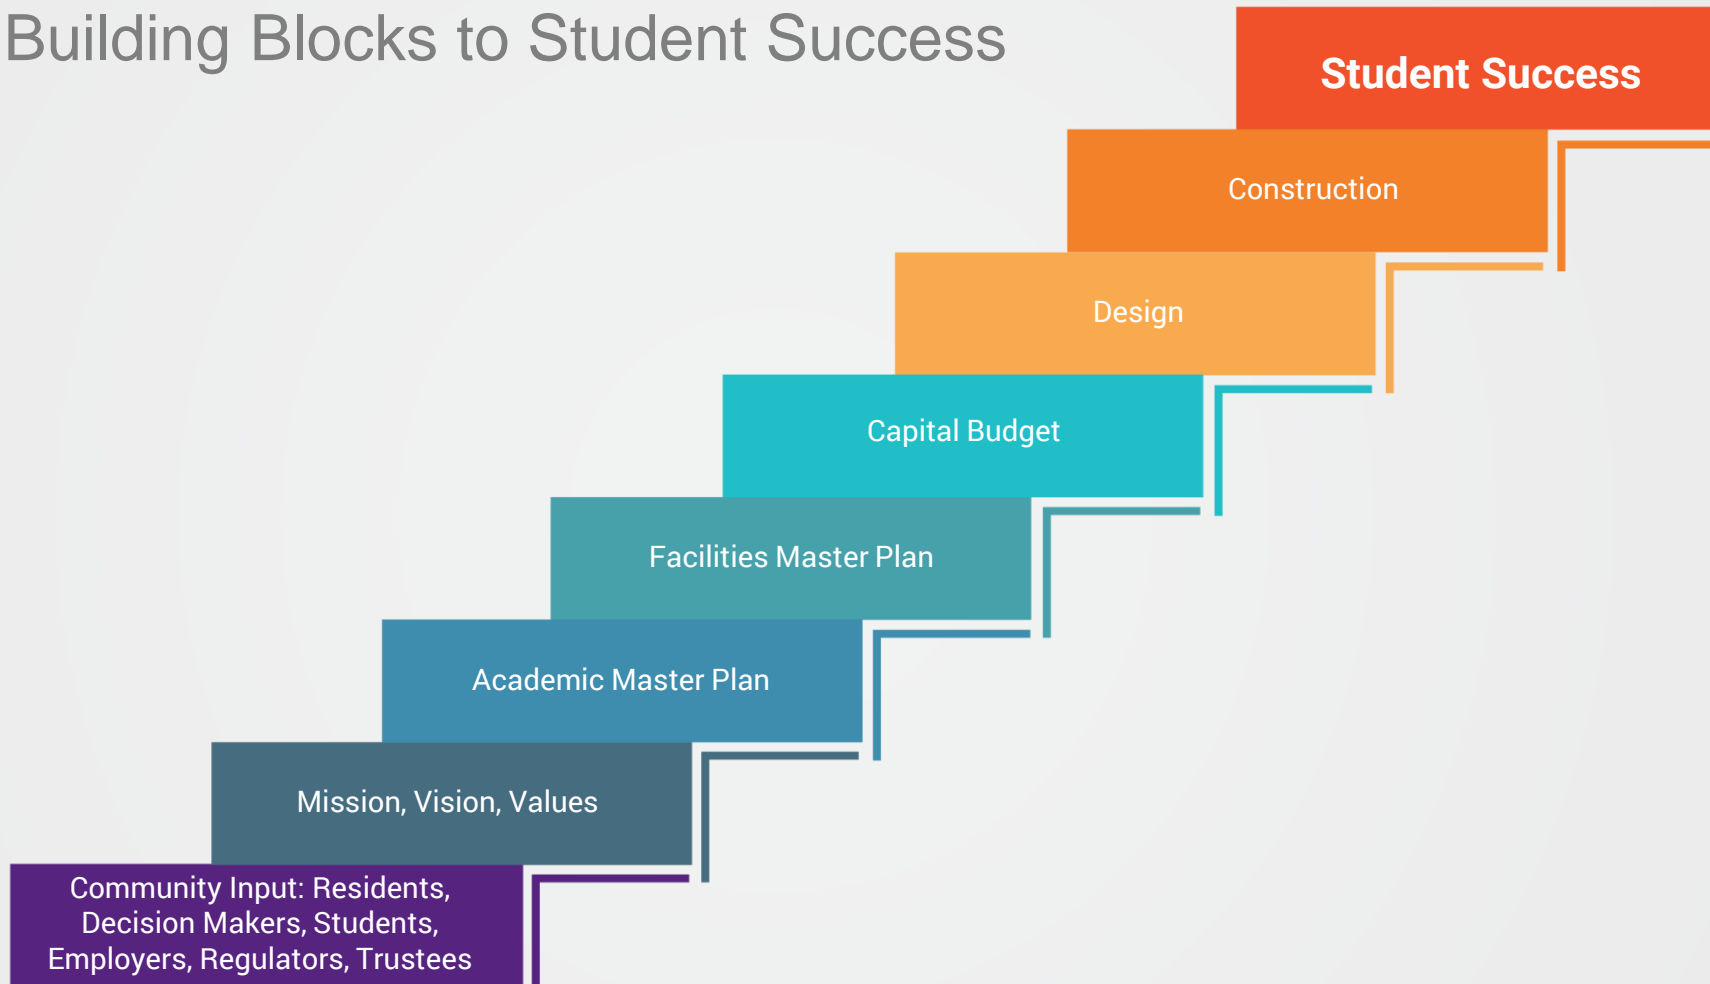 Building Blocks to Student Success
Student Success
Construction
Design
Capital Budget
Facilities Master Plan
Academic Master Plan
Mission, Vision, Values
Community Input: Residents,
Decision Makers, Students,
Employers, Regulators, Trustees